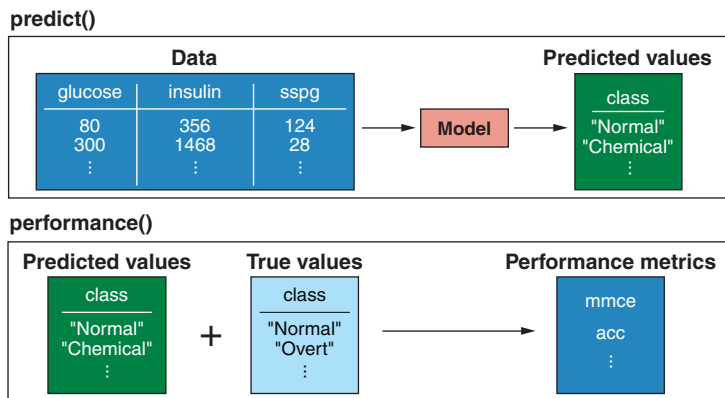 predict()
Data
Predicted values
glucose insulin sspg
80 356 124
300 1468 28
⋮ ⋮ ⋮
Model
class
"Normal"
"Chemical"
⋮
performance()
Predicted values
True values
Performance metrics
class
"Normal"
"Chemical"
⋮
+
class
"Normal"
"Overt"
⋮
mmce
acc
⋮